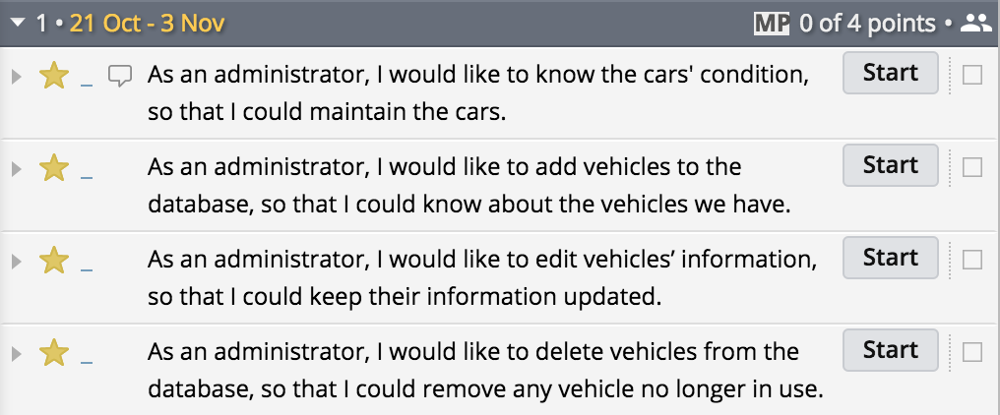 1 • 21 Oct - 3 Nov MP 0 of 4 points •
As an administrator, I would like to know the cars' condition, Start
so that I could maintain the cars.
As an administrator, I would like to add vehicles to the Start
database, so that I could know about the vehicles we have.
As an administrator, I would like to edit vehicles’ information, Start
so that I could keep their information updated.
As an administrator, I would like to delete vehicles from the Start
database, so that I could remove any vehicle no longer in use.